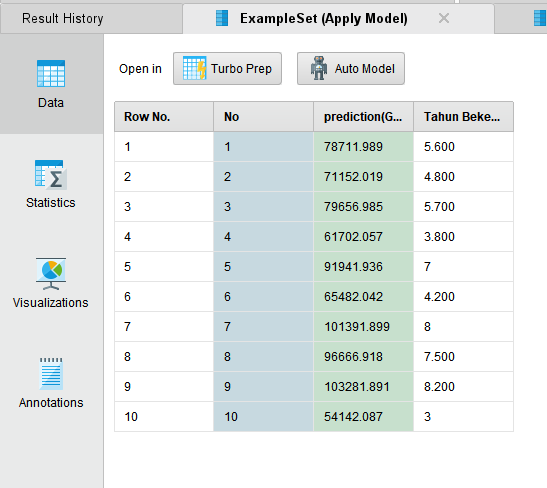 Result History
ExampleSet (Apply Model)
Open in
Turbo Prep
Auto Model
Data
Statistics
Visualizations
Annotations
Row No. No prediction(G... Tahun Beke...
1 1 78711.989 5.600
2 2 71152.019 4.800
3 3 79656.985 5.700
4 4 61702.057 3.800
5 5 91941.936 7
6 6 65482.042 4.200
7 7 101391.899 8
8 8 96666.918 7.500
9 9 103281.891 8.200
10 10 54142.087 3